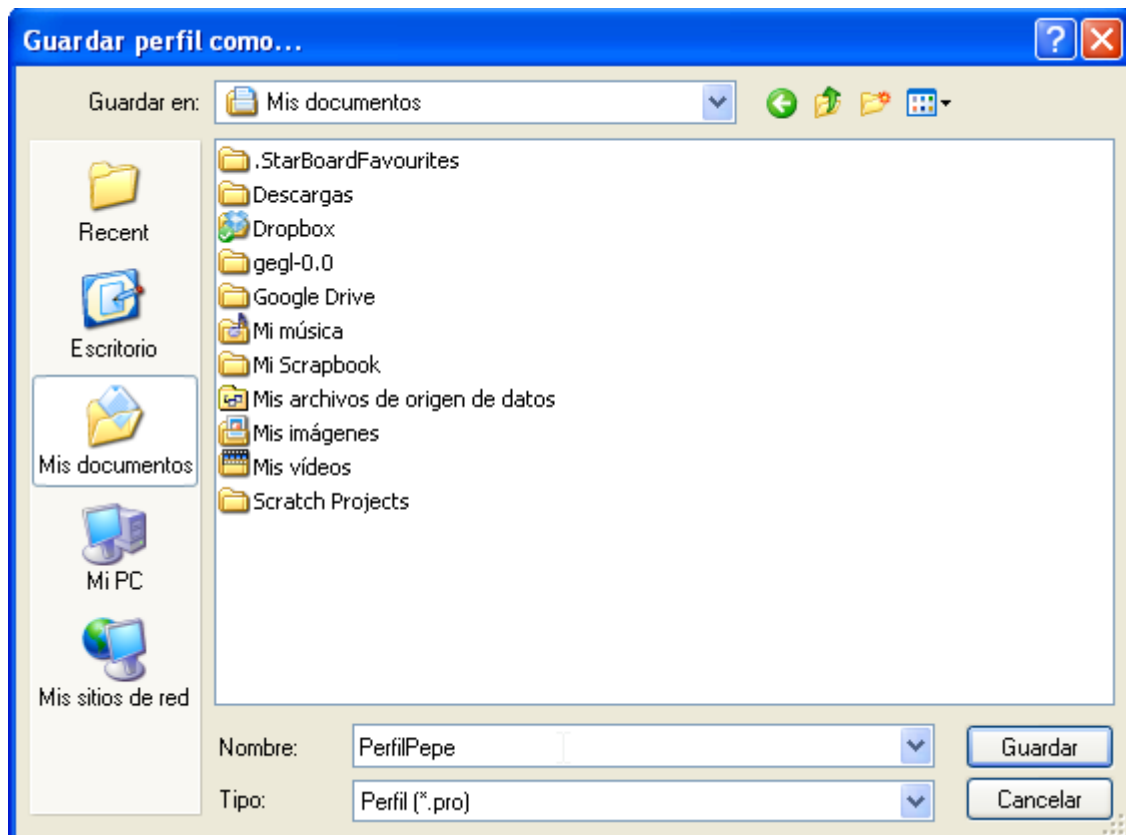 Guardar perfil como...
Guardar en:
Mis documentos
Recent
Escritorio
Mis documentos
Mi PC
Mis sitios de red
.StarBoardFavourites
Descargas
Dropbox
gegl-0.0
Google Drive
Mi música
Mi Scrapbook
Mis archivos de origen de datos
Mis imágenes
Mis vídeos
Scratch Projects
Nombre:
PerfilPepe
Guardar
Tipo:
Perfil (*.pro)
Cancelar